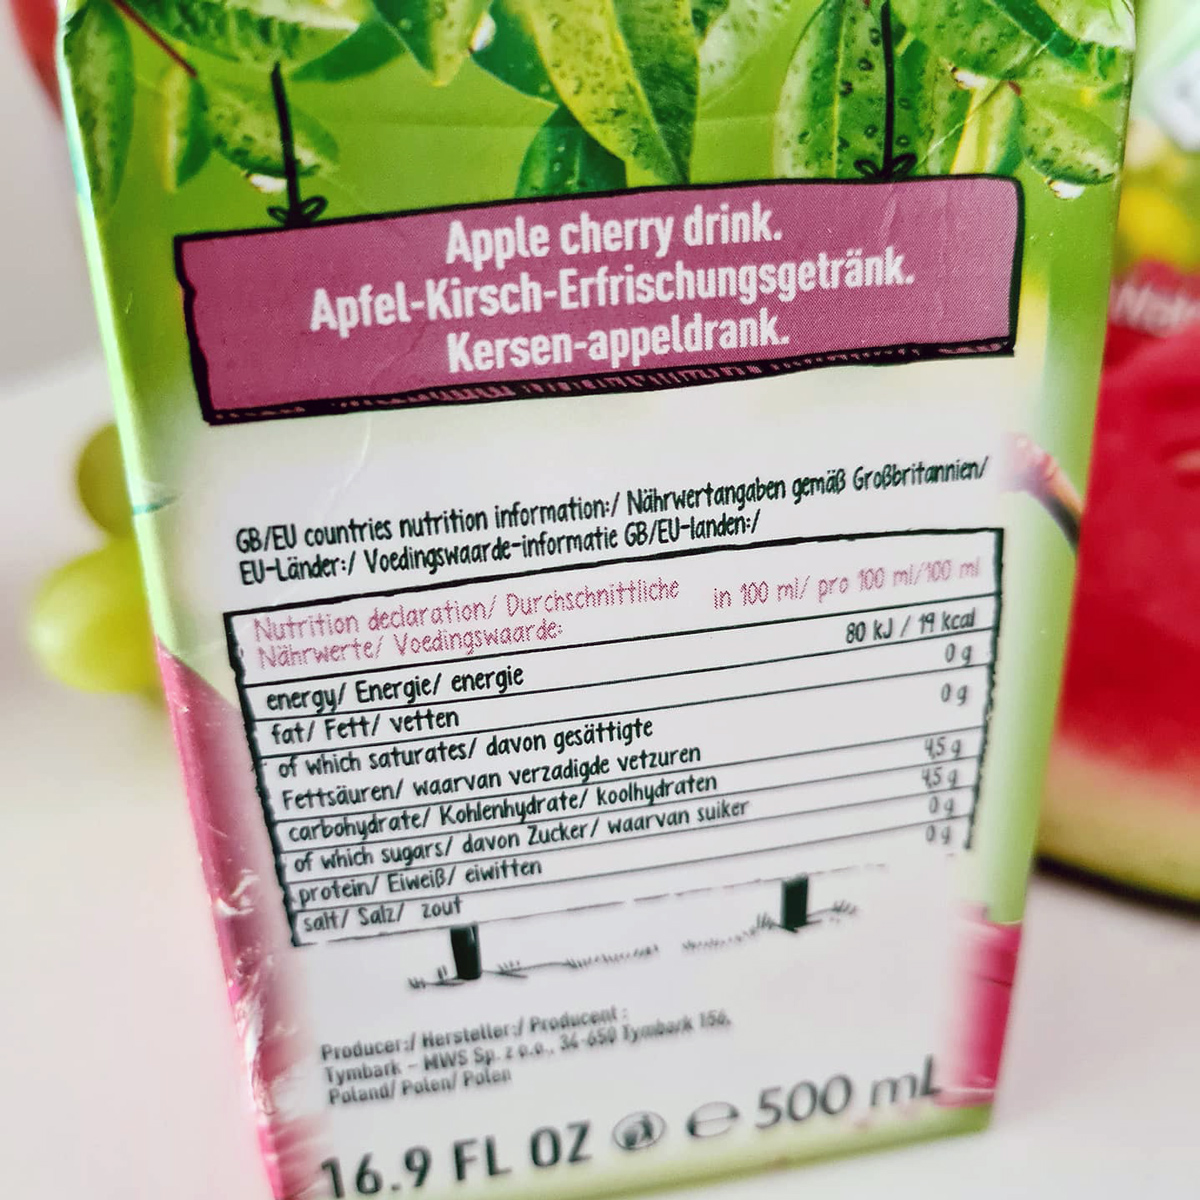 Apple cherry drink.
Apfel-Kirsch-Erfrischungsgetränk.
Kersen-appeldrank.
GB/EU countries nutrition information:/ Nährwertangaben gemäß Großbritannien/
EU-Länder:/ Voedingswaarde-informatie GB/EU-landen:/
Nutrition declaration/ Durchschnittliche
Nährwerte/ Voedingswaarde:
in 100 ml/ pro 100 ml/100 ml
energy/ Energie/ energie 80 kJ / 19 kcal
fat/ Fett/ vetten 0 g
of which saturates/ davon gesättigte 0 g
Fettsäuren/ waarvan verzadigde vetzuren
carbohydrate/ Kohlenhydrate/ koolhydraten 4,5 g
of which sugars/ davon Zucker/ waarvan suiker 4,5 g
protein/ Eiweiß/ eiwitten 0 g
salt/ Salz/ zout 0 g
Producer:/ Hersteller:/ Producent:
Tymbark - MWS Sp. z o.o., 34-650 Tymbark 156,
Poland/ Polen/ Polen
16.9 FL OZ e 500 mL